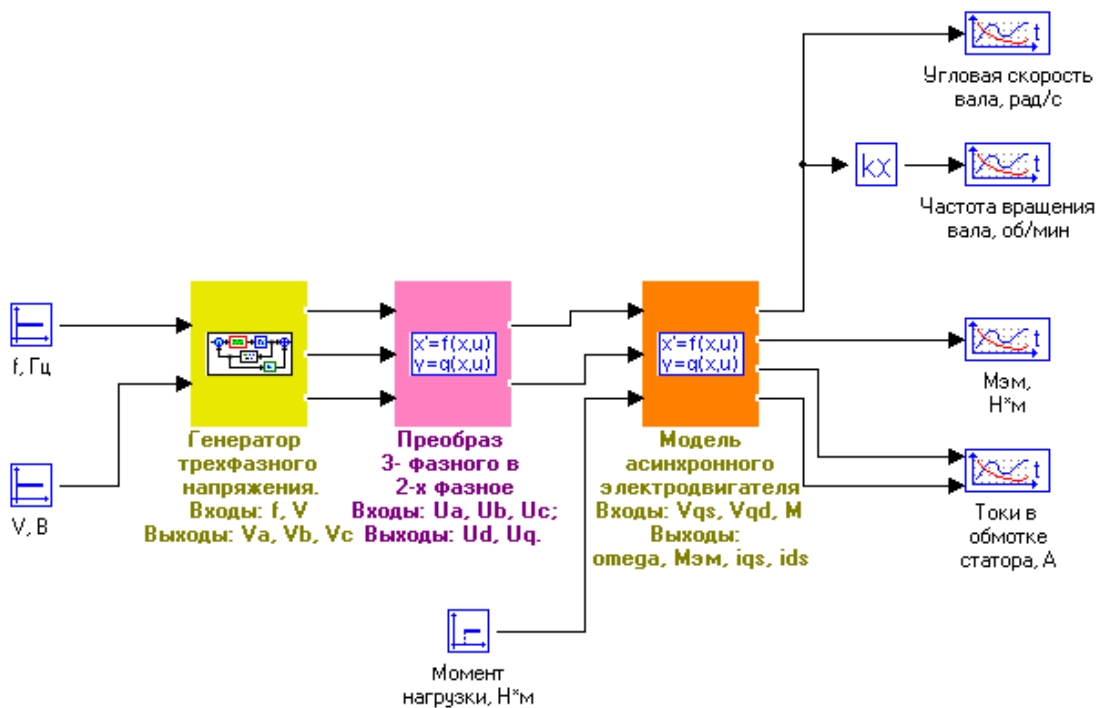 t
Угловая скорость
вала, рад/с
kx
t
Частота вращения
вала, об/мин
f, Гц
x'=f(x,u)
y=q(x,u)
x'=f(x,u)
y=q(x,u)
t
Мэм,
Н*м
Генератор
трехфазного
напряжения.
Входы: f, V
Выходы: Va, Vb, Vc
Преобраз
3- фазного в
2-х фазное
Входы: Ua, Ub, Uc;
Выходы: Ud, Uq.
Модель
асинхронного
электродвигателя
Входы: Vqs, Vqd, M
Выходы:
omega, Mэм, iqs, ids
t
Токи в
обмотке
статора, А
V, В
Момент
нагрузки, Н*м